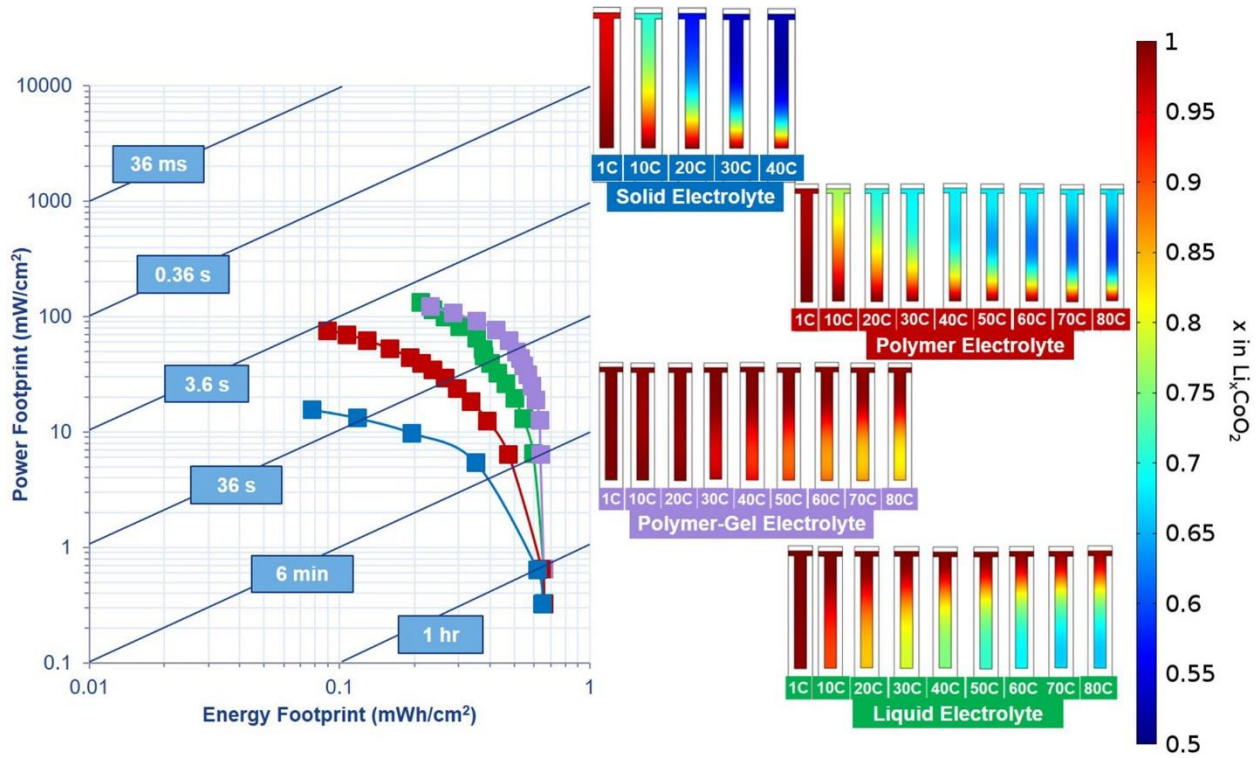 10000
1000
100
10
1
0.1
0.01
0.1
1
Power Footprint (mW/cm²)
Energy Footprint (mWh/cm²)
36 ms
0.36 s
3.6 s
36 s
6 min
1 hr
1C 10C 20C 30C 40C
Solid Electrolyte
1C 10C 20C 30C 40C 50C 60C 70C 80C
Polymer Electrolyte
1C 10C 20C 30C 40C 50C 60C 70C 80C
Polymer-Gel Electrolyte
1C 10C 20C 30C 40C 50C 60C 70C 80C
Liquid Electrolyte
1
0.95
0.9
0.85
0.8
0.75
0.7
0.65
0.6
0.55
0.5
x in LiₓCoO₂